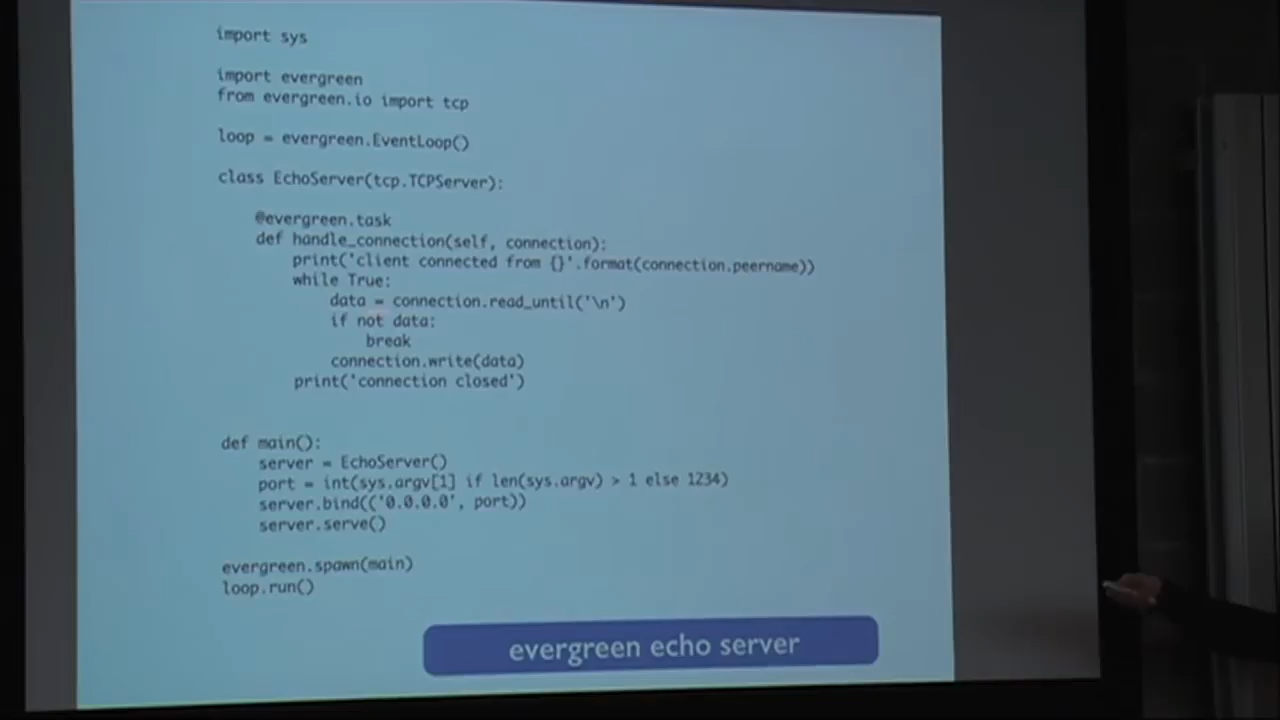 import sys
import evergreen
from evergreen.io import tcp
loop = evergreen.EventLoop()
class EchoServer(tcp.TCPServer):
@evergreen.task
def handle_connection(self, connection):
print('client connected from {}'.format(connection.peername))
while True:
data = connection.read_until('\n')
if not data:
break
connection.write(data)
print('connection closed')
def main():
server = EchoServer()
port = int(sys.argv[1] if len(sys.argv) > 1 else 1234)
server.bind(('0.0.0.0', port))
server.serve()
evergreen.spawn(main)
loop.run()
evergreen echo server